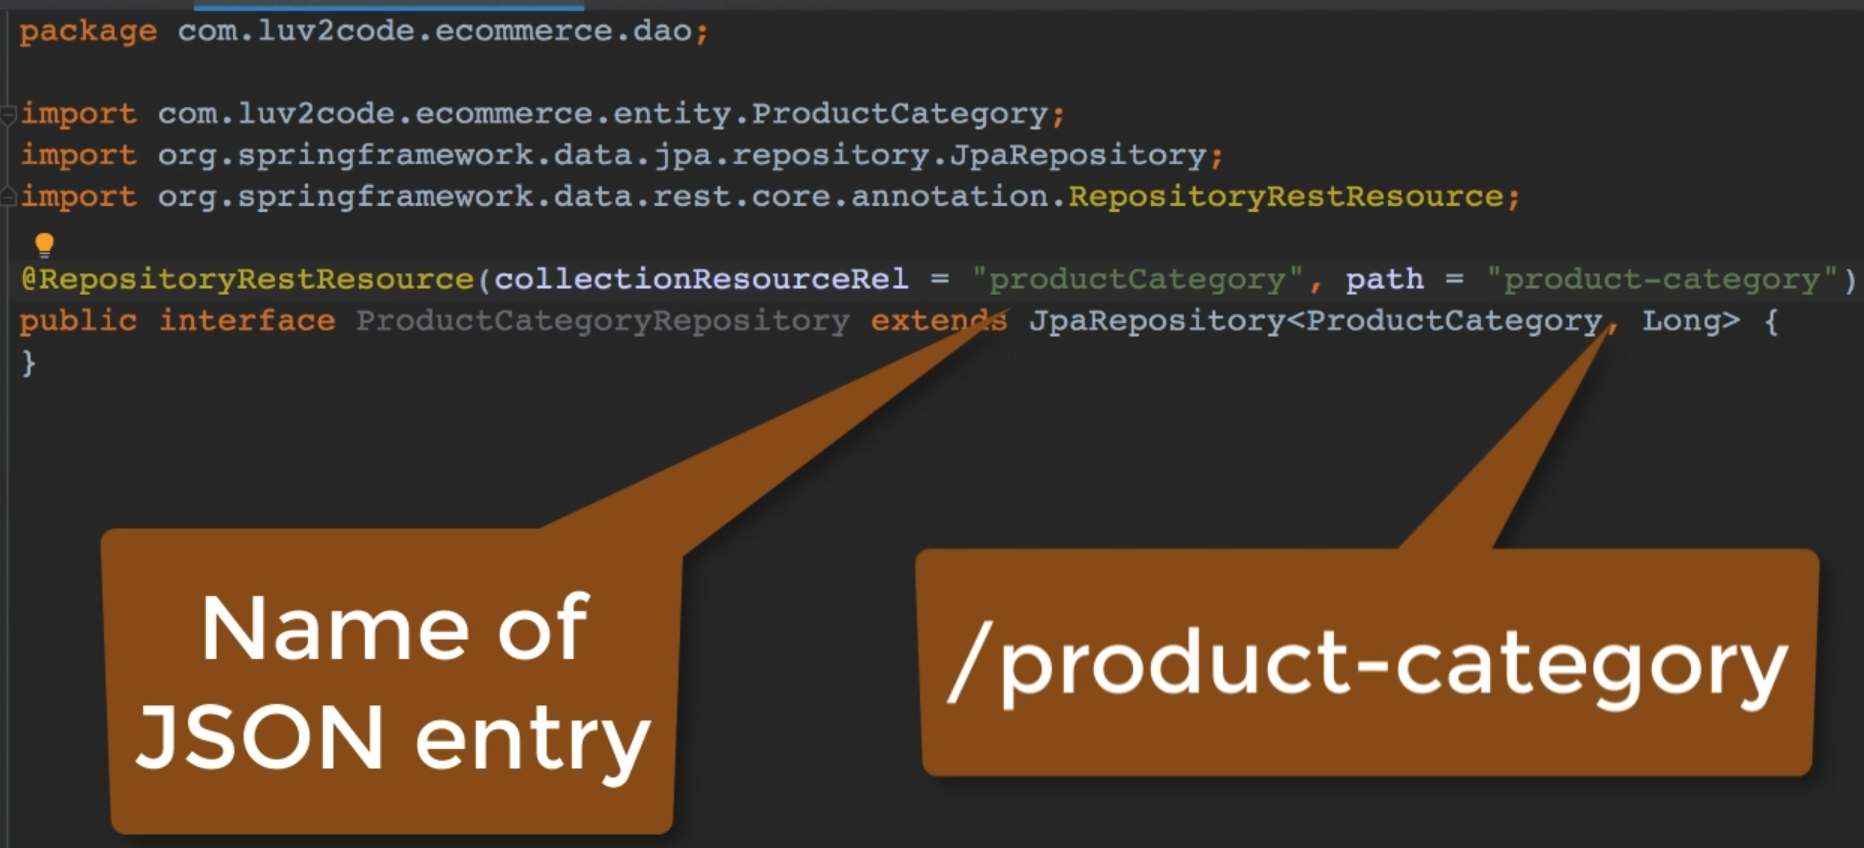 package com.luv2code.ecommerce.dao;
import com.luv2code.ecommerce.entity.ProductCategory;
import org.springframework.data.jpa.repository.JpaRepository;
import org.springframework.data.rest.core.annotation.RepositoryRestResource;
@RepositoryRestResource(collectionResourceRel = "productCategory", path = "product-category")
public interface ProductCategoryRepository extends JpaRepository<ProductCategory, Long> {
}
Name of
JSON entry
/product-category